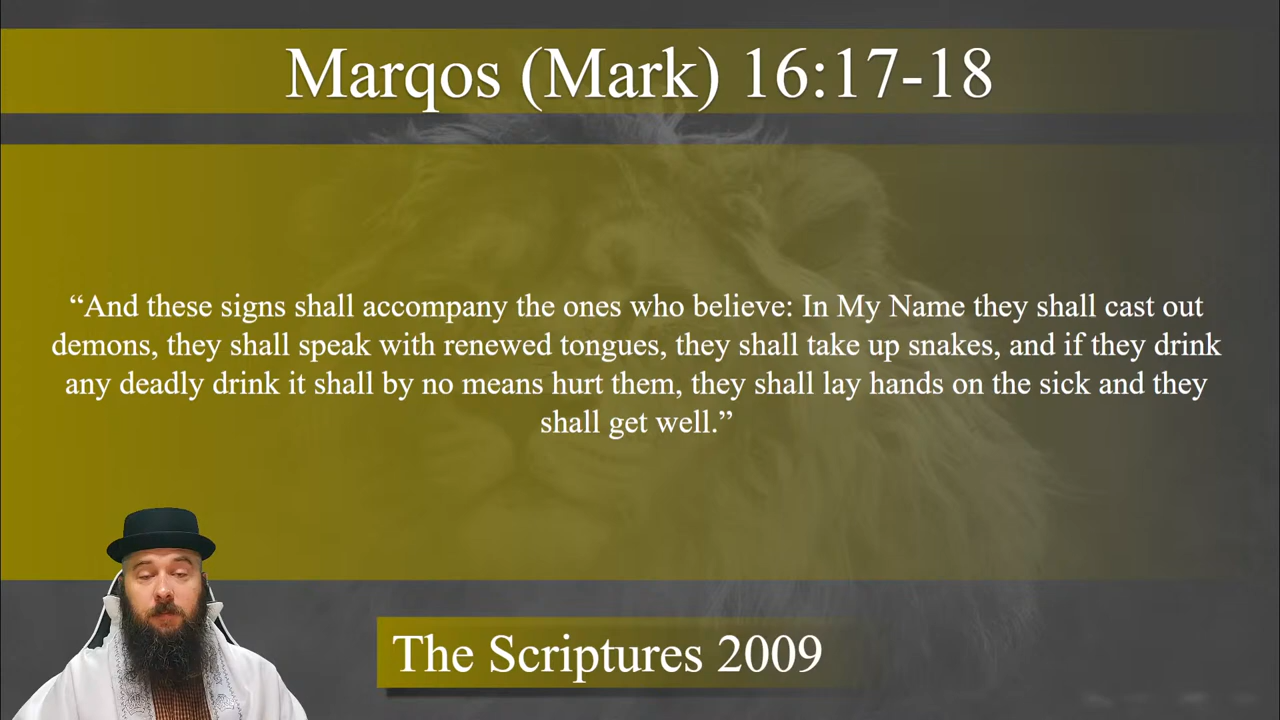 Marqos (Mark) 16:17-18
“And these signs shall accompany the ones who believe: In My Name they shall cast out
demons, they shall speak with renewed tongues, they shall take up snakes, and if they drink
any deadly drink it shall by no means hurt them, they shall lay hands on the sick and they
shall get well.”
The Scriptures 2009